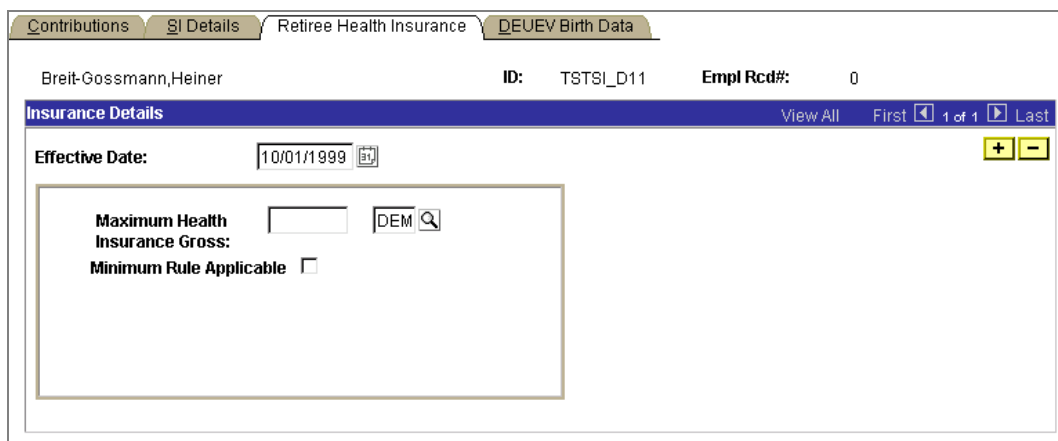 Contributions SI Details Retiree Health Insurance DEUEV Birth Data
Breit-Gossmann,Heiner ID: TSTSI_D11 Empl Rcd#: 0
Insurance Details View All First 1 of 1 Last
Effective Date: 10/01/1999 31 + −
Maximum Health DEM
Insurance Gross:
Minimum Rule Applicable